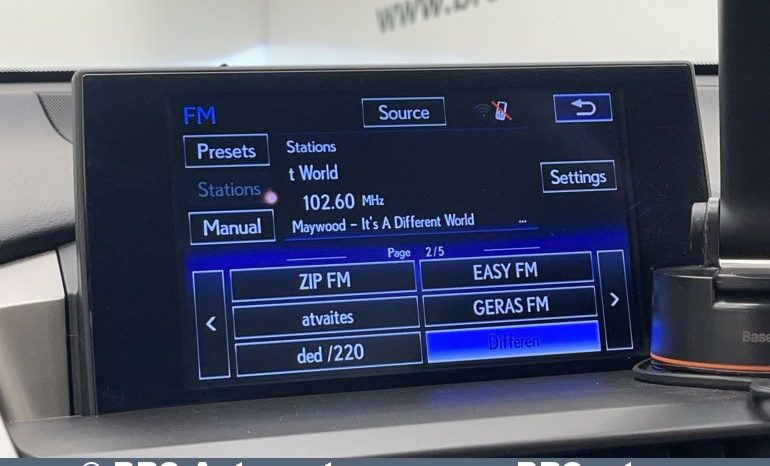 FM
Source
Presets
Stations
Stations
t World
Settings
102.60 MHz
Manual
Maywood – It's A Different World ...
Page 2/5
ZIP FM
EASY FM
atvaites
GERAS FM
ded /220
Differen
Base